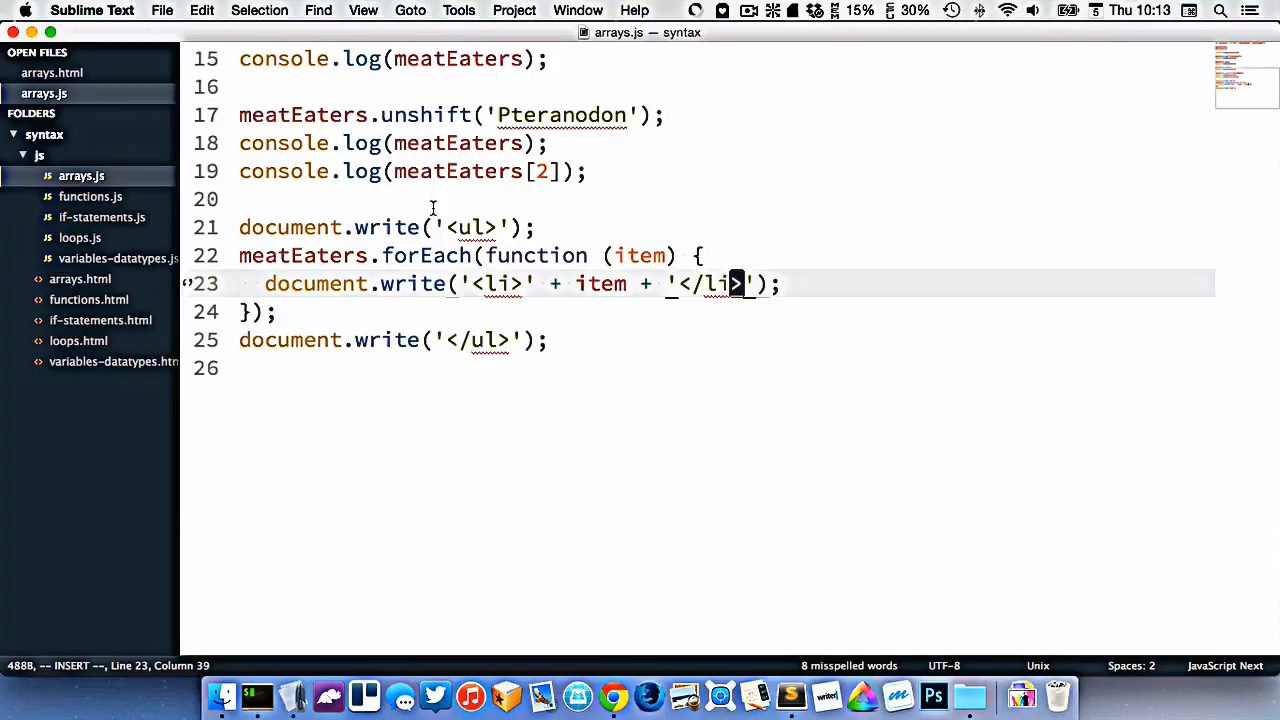 Sublime Text File Edit Selection Find View Goto Tools Project Window Help 15% 30% 5 Thu 10:13
arrays.js — syntax
OPEN FILES
arrays.html
arrays.js
FOLDERS
syntax
js
arrays.js
functions.js
if-statements.js
loops.js
variables-datatypes.js
arrays.html
functions.html
if-statements.html
loops.html
variables-datatypes.htm
15 console.log(meatEaters);
16
17 meatEaters.unshift('Pteranodon');
18 console.log(meatEaters);
19 console.log(meatEaters[2]);
20
21 document.write('<ul>');
22 meatEaters.forEach(function (item) {
23 document.write('<li>' + item + '</li>');
24 });
25 document.write('</ul>');
26
488B, -- INSERT --, Line 23, Column 39 8 misspelled words UTF-8 Unix Spaces: 2 JavaScript Next